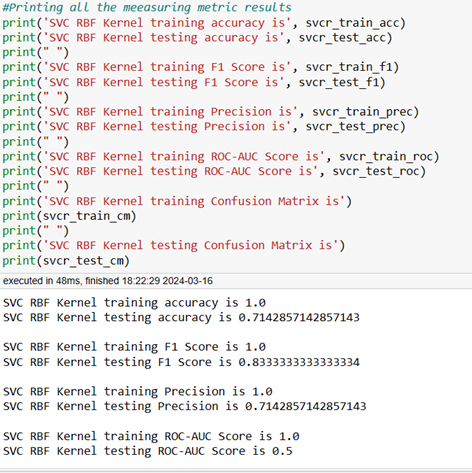 #Printing all the meeasuring metric results
print('SVC RBF Kernel training accuracy is', svcr_train_acc)
print('SVC RBF Kernel testing accuracy is', svcr_test_acc)
print(" ")
print('SVC RBF Kernel training F1 Score is', svcr_train_f1)
print('SVC RBF Kernel testing F1 Score is', svcr_test_f1)
print(" ")
print('SVC RBF Kernel training Precision is', svcr_train_prec)
print('SVC RBF Kernel testing Precision is', svcr_test_prec)
print(" ")
print('SVC RBF Kernel training ROC-AUC Score is', svcr_train_roc)
print('SVC RBF Kernel testing ROC-AUC Score is', svcr_test_roc)
print(" ")
print('SVC RBF Kernel training Confusion Matrix is')
print(svcr_train_cm)
print(" ")
print('SVC RBF Kernel testing Confusion Matrix is')
print(svcr_test_cm)
executed in 48ms, finished 18:22:29 2024-03-16
SVC RBF Kernel training accuracy is 1.0
SVC RBF Kernel testing accuracy is 0.7142857142857143
SVC RBF Kernel training F1 Score is 1.0
SVC RBF Kernel testing F1 Score is 0.8333333333333334
SVC RBF Kernel training Precision is 1.0
SVC RBF Kernel testing Precision is 0.7142857142857143
SVC RBF Kernel training ROC-AUC Score is 1.0
SVC RBF Kernel testing ROC-AUC Score is 0.5